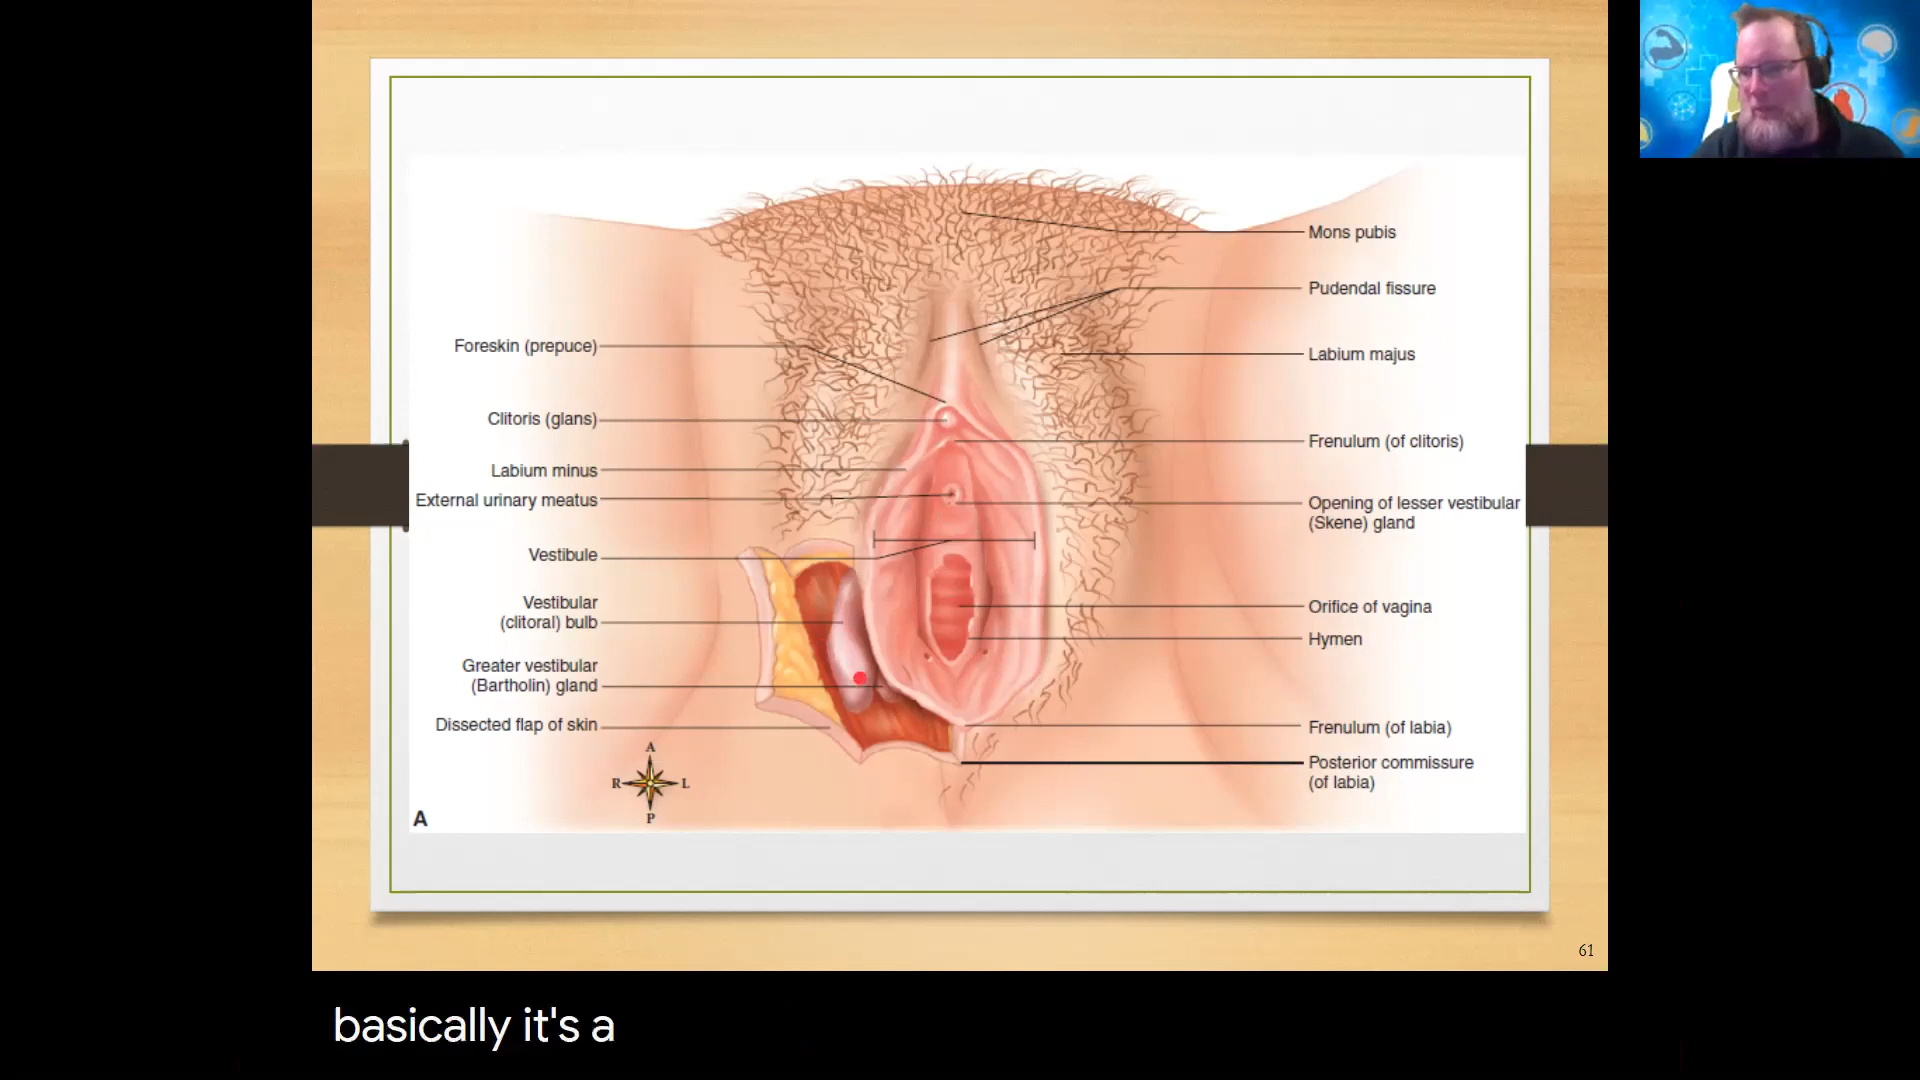 Mons pubis
Pudendal fissure
Labium majus
Frenulum (of clitoris)
Opening of lesser vestibular
(Skene) gland
Orifice of vagina
Hymen
Frenulum (of labia)
Posterior commissure
(of labia)
Foreskin (prepuce)
Clitoris (glans)
Labium minus
External urinary meatus
Vestibule
Vestibular
(clitoral) bulb
Greater vestibular
(Bartholin) gland
Dissected flap of skin
A
R L
P
A
61
basically it's a